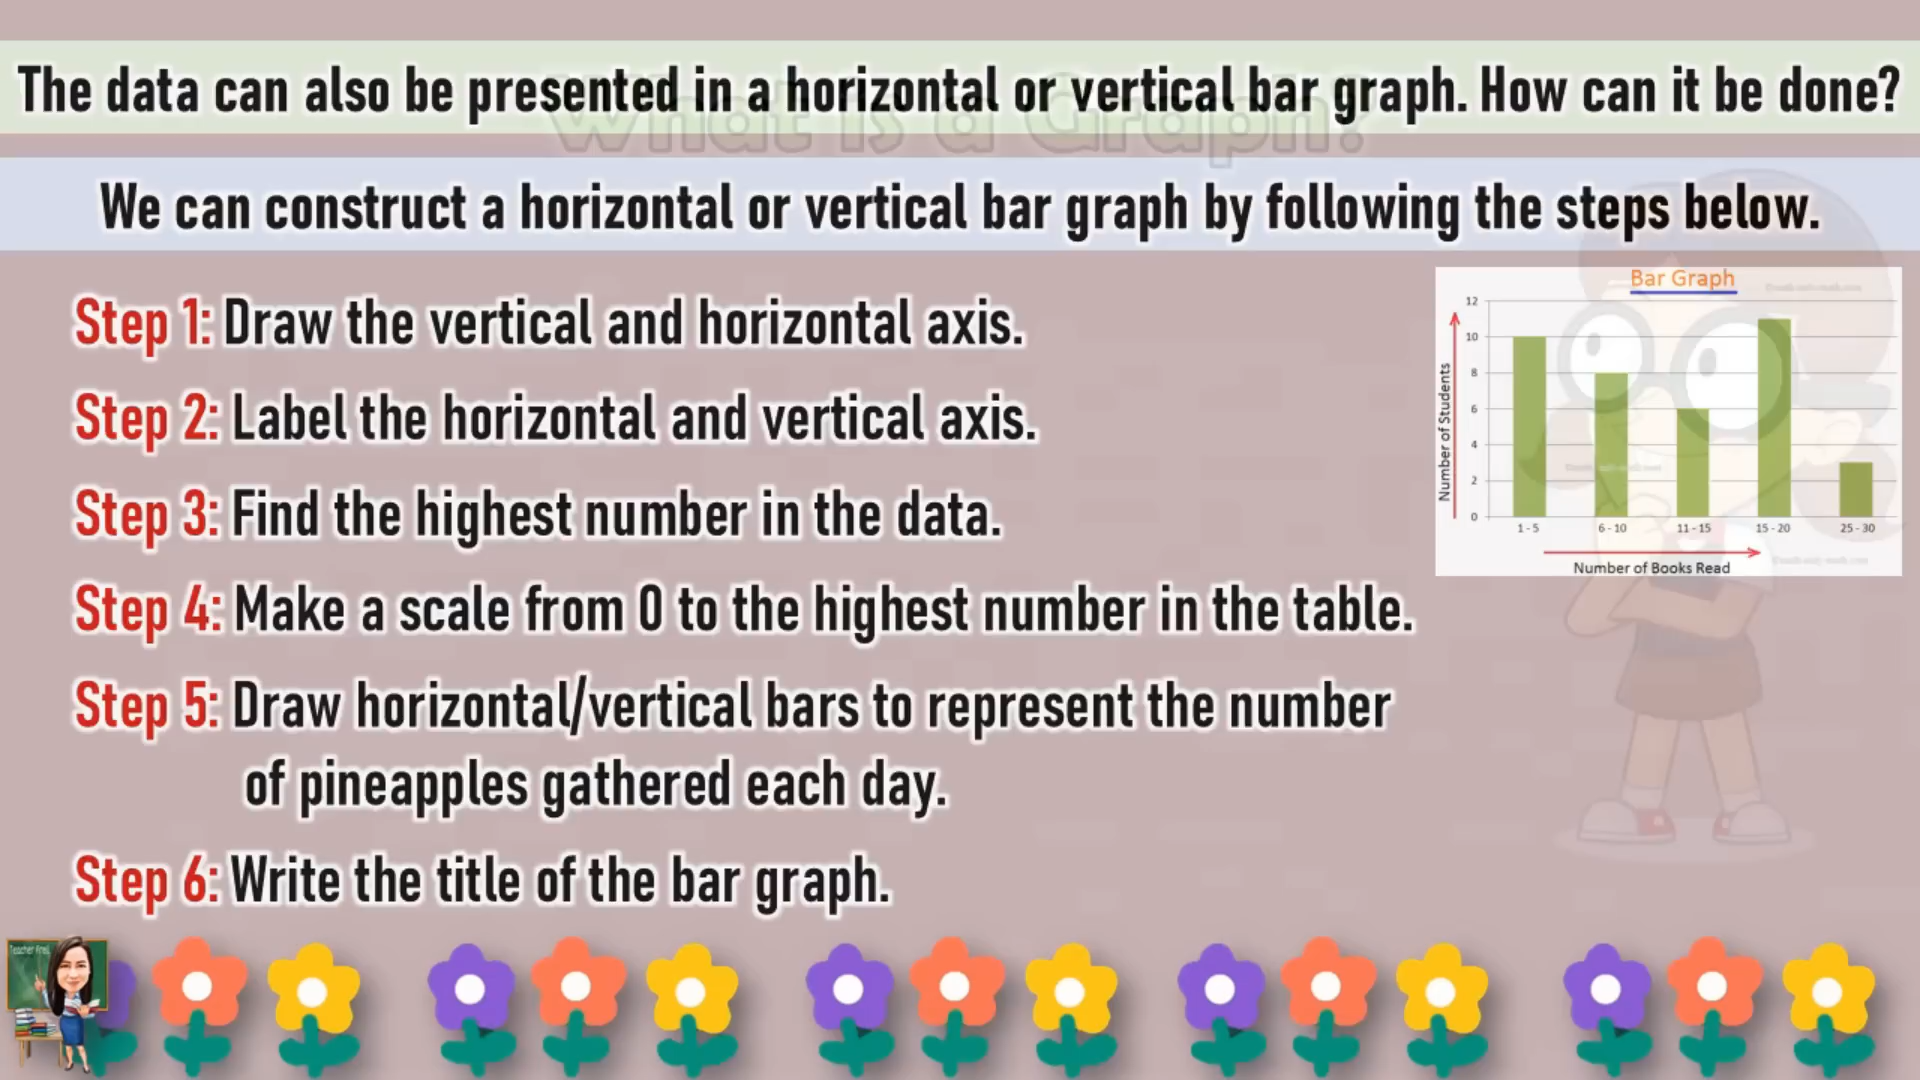 The data can also be presented in a horizontal or vertical bar graph. How can it be done?
What is a Graph?
We can construct a horizontal or vertical bar graph by following the steps below.
Step 1: Draw the vertical and horizontal axis.
Step 2: Label the horizontal and vertical axis.
Step 3: Find the highest number in the data.
Step 4: Make a scale from 0 to the highest number in the table.
Step 5: Draw horizontal/vertical bars to represent the number
of pineapples gathered each day.
Step 6: Write the title of the bar graph.
Bar Graph
Number of Students
12
10
8
6
4
2
0
1 - 5 6 - 10 11 - 15 15 - 20 25 - 30
Number of Books Read